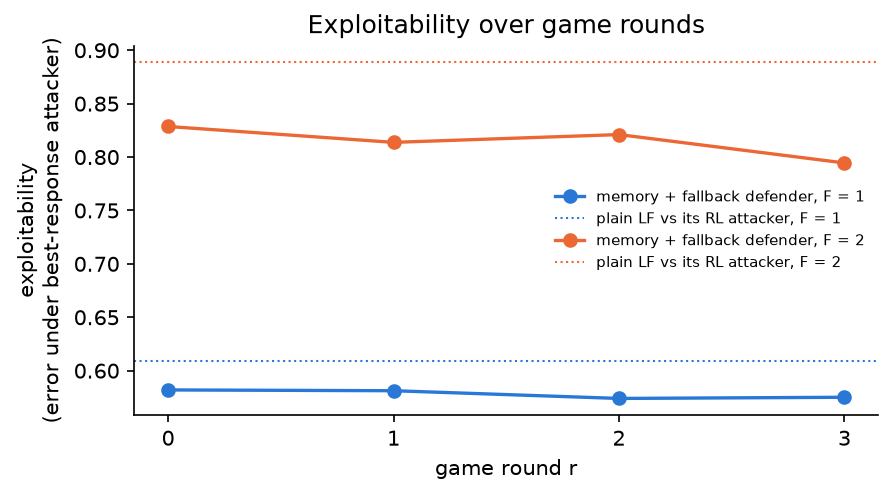 Exploitability over game rounds
exploitability
(error under best-response attacker)
0.90
0.85
0.80
0.75
0.70
0.65
0.60
memory + fallback defender, F = 1
plain LF vs its RL attacker, F = 1
memory + fallback defender, F = 2
plain LF vs its RL attacker, F = 2
0 1 2 3
game round r